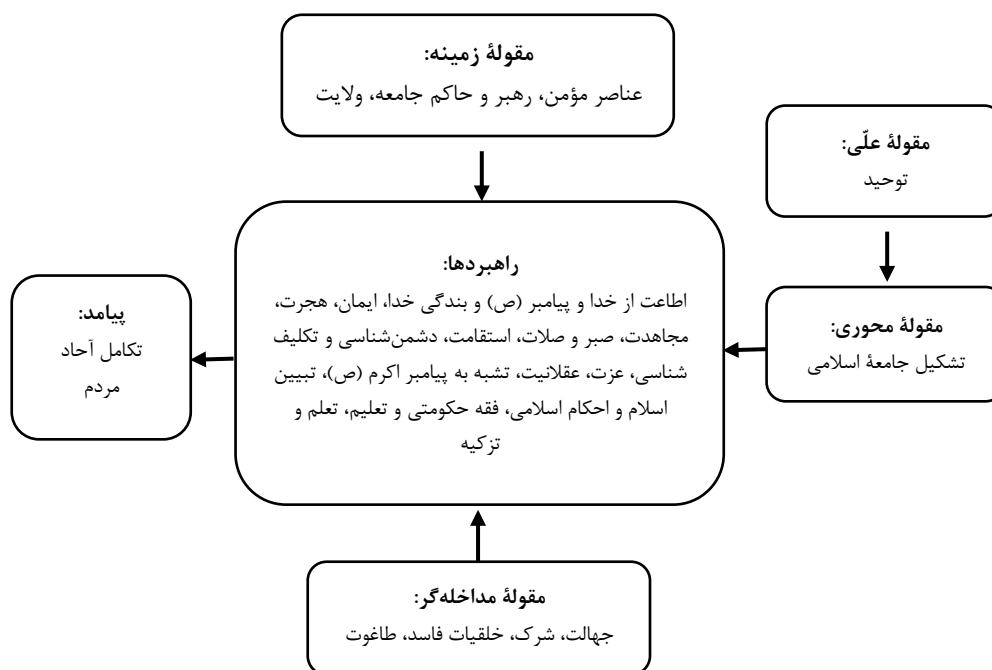 مقولۀ زمینه:
عناصر مؤمن، رهبر و حاکم جامعه، ولایت
مقولۀ علّی:
توحید
مقولۀ محوری:
تشکیل جامعۀ اسلامی
راهبردها:
اطاعت از خدا و پیامبر (ص) و بندگی خدا، ایمان، هجرت،
مجاهدت، صبر و صلات، استقامت، دشمن‌شناسی و تکلیف
شناسی، عزت، عقلانیت، تشبه به پیامبر اکرم (ص)، تبیین
اسلام و احکام اسلامی، فقه حکومتی و تعلیم، تعلم و
تزکیه
پیامد:
تکامل آحاد
مردم
مقولۀ مداخله‌گر:
جهالت، شرک، خلقیات فاسد، طاغوت